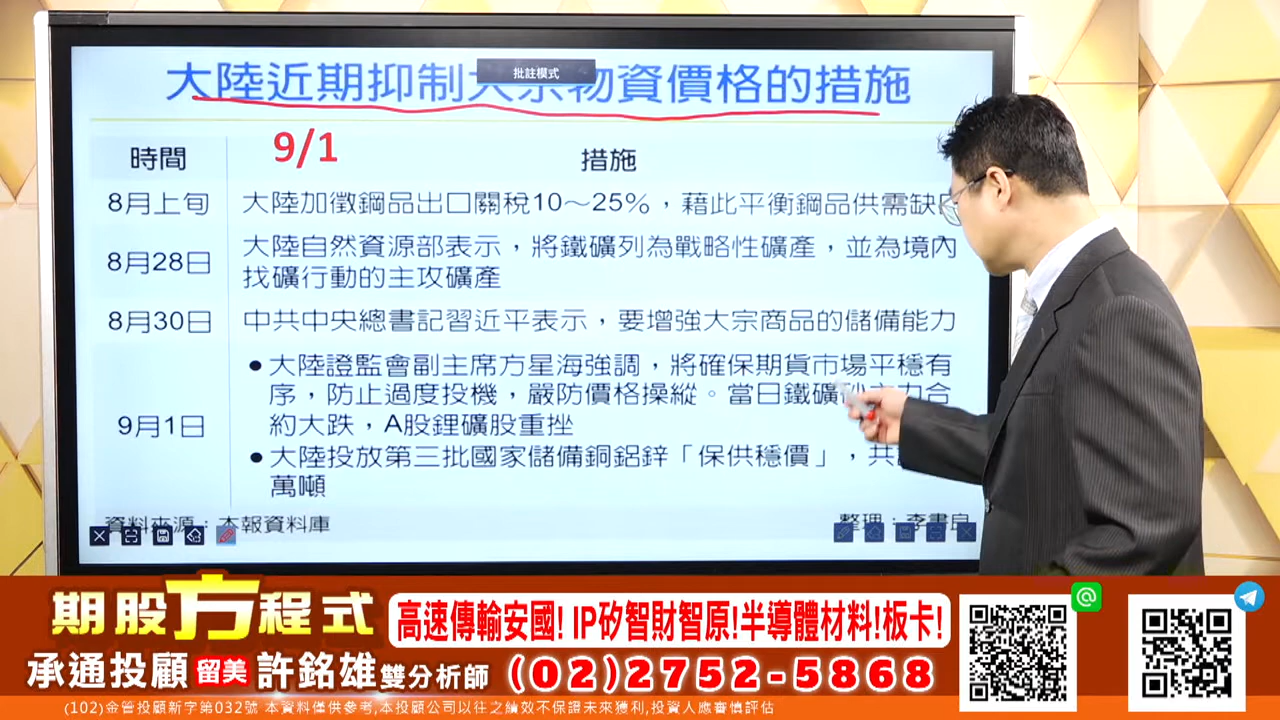 大陸近期抑制大宗物資價格的措施
批註模式
時間
9/1
措施
8月上旬
大陸加徵鋼品出口關稅10～25%，藉此平衡鋼品供需缺
8月28日
大陸自然資源部表示，將鐵礦列為戰略性礦產，並為境內
找礦行動的主攻礦產
8月30日
中共中央總書記習近平表示，要增強大宗商品的儲備能力
9月1日
●大陸證監會副主席方星海強調，將確保期貨市場平穩有
序，防止過度投機，嚴防價格操縱。當日鐵礦砂主力合
約大跌，A股鋰礦股重挫
●大陸投放第三批國家儲備銅鋁鋅「保供穩價」，共
萬噸
資料來源：本報資料庫
整理：李書良
期股方程式
高速傳輸安國! IP矽智財智原!半導體材料!板卡!
承通投顧 留美 許銘雄雙分析師 (02)2752-5868
(102)金管投顧新字第032號 本資料僅供參考,本投顧公司以往之績效不保證未來獲利,投資人應審慎評估